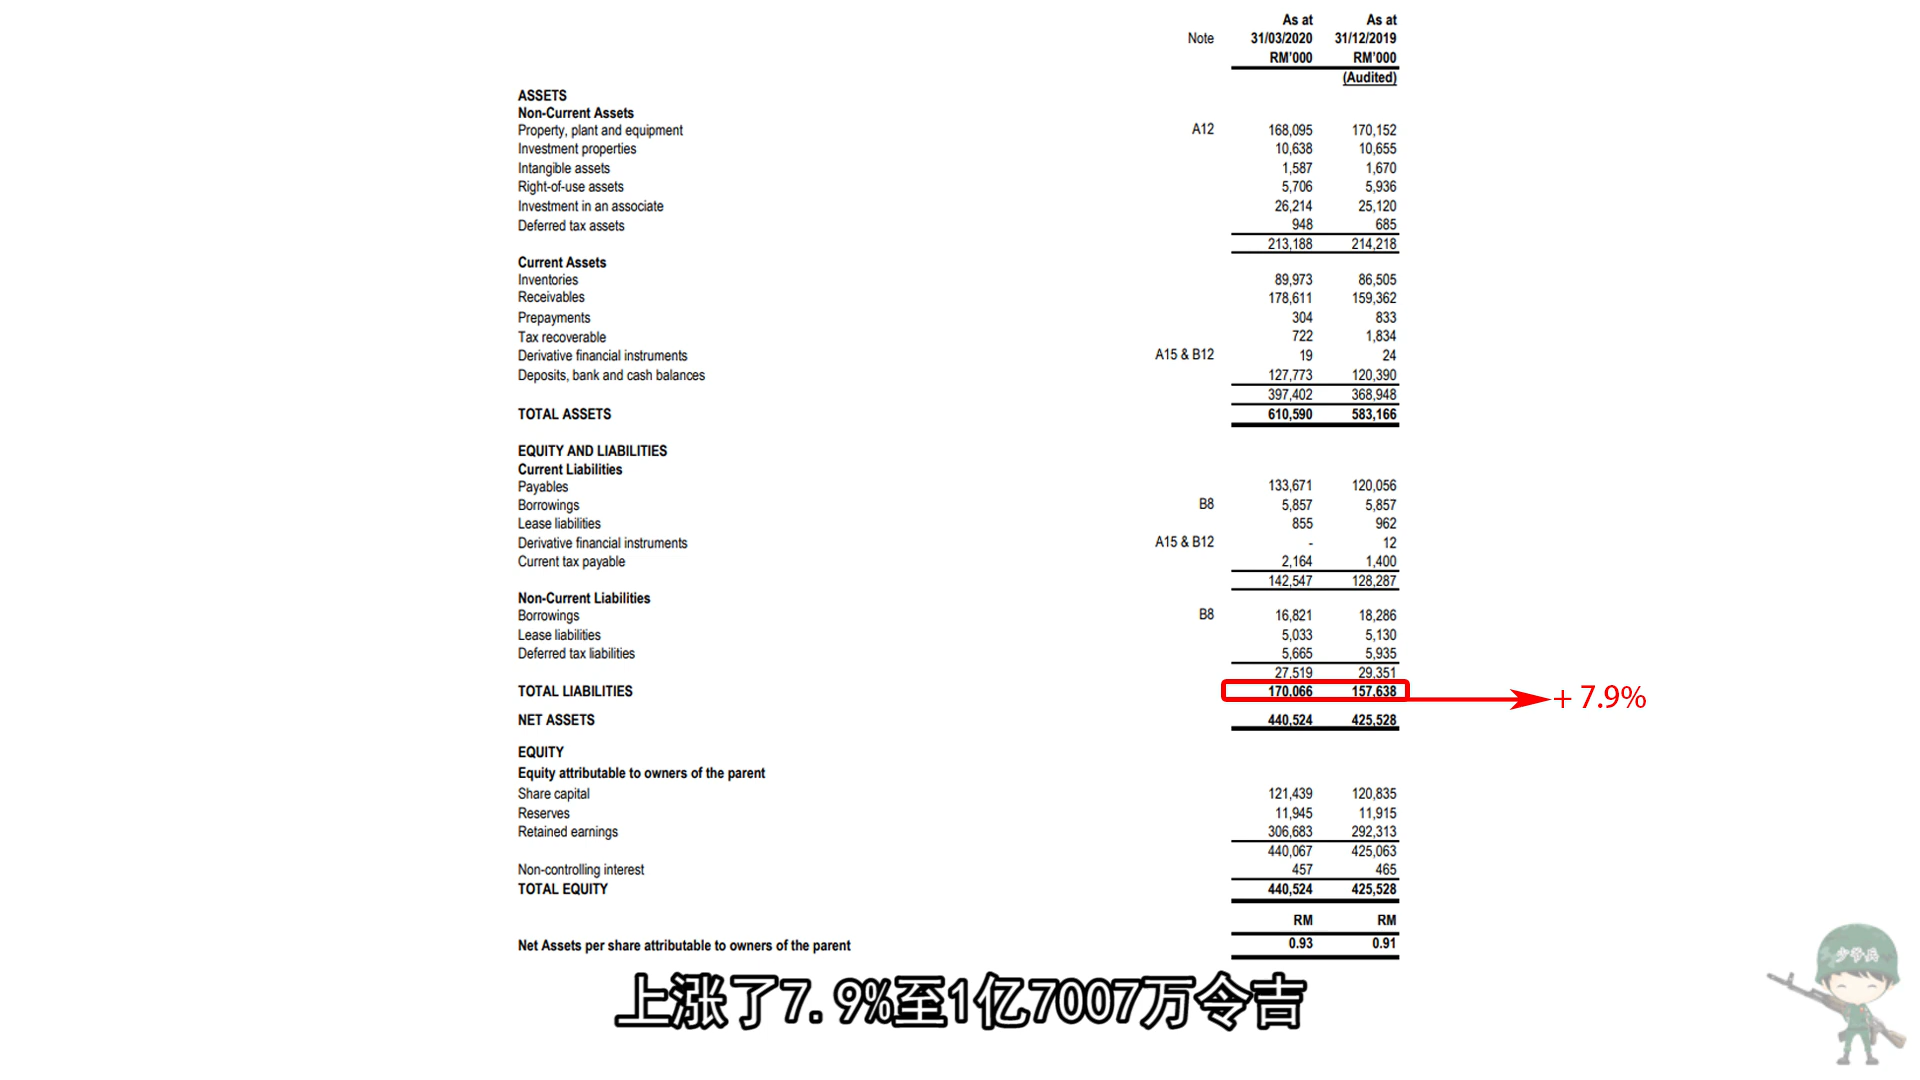 As at As at
Note 31/03/2020 31/12/2019
RM'000 RM'000
(Audited)
ASSETS
Non-Current Assets
Property, plant and equipment A12 168,095 170,152
Investment properties 10,638 10,655
Intangible assets 1,587 1,670
Right-of-use assets 5,706 5,936
Investment in an associate 26,214 25,120
Deferred tax assets 948 685
213,188 214,218
Current Assets
Inventories 89,973 86,505
Receivables 178,611 159,362
Prepayments 304 833
Tax recoverable 722 1,834
Derivative financial instruments A15 & B12 19 24
Deposits, bank and cash balances 127,773 120,390
397,402 368,948
TOTAL ASSETS 610,590 583,166
EQUITY AND LIABILITIES
Current Liabilities
Payables 133,671 120,056
Borrowings B8 5,857 5,857
Lease liabilities 855 962
Derivative financial instruments A15 & B12 - 12
Current tax payable 2,164 1,400
142,547 128,287
Non-Current Liabilities
Borrowings B8 16,821 18,286
Lease liabilities 5,033 5,130
Deferred tax liabilities 5,665 5,935
27,519 29,351
TOTAL LIABILITIES 170,066 157,638 + 7.9%
NET ASSETS 440,524 425,528
EQUITY
Equity attributable to owners of the parent
Share capital 121,439 120,835
Reserves 11,945 11,915
Retained earnings 306,683 292,313
440,067 425,063
Non-controlling interest 457 465
TOTAL EQUITY 440,524 425,528
RM RM
Net Assets per share attributable to owners of the parent 0.93 0.91
上涨了7.9%至1亿7007万令吉